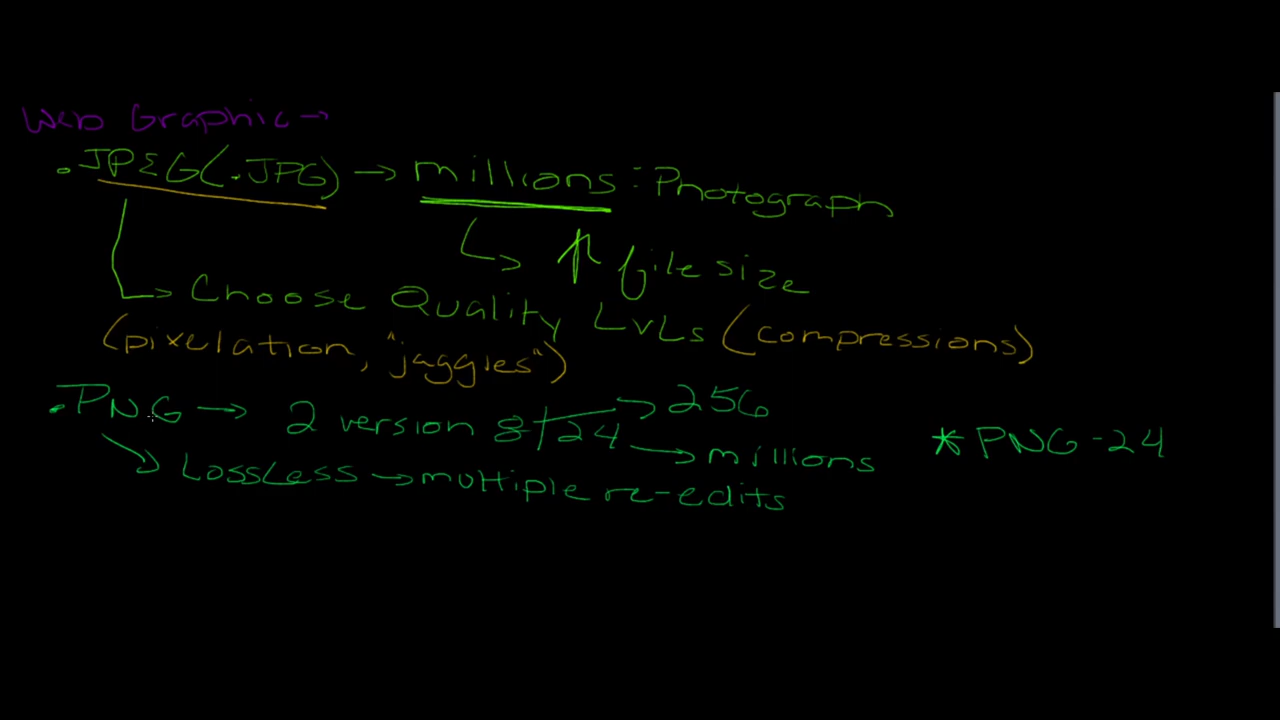 Web Graphic →
. JPEG (.JPG) → millions : Photograph
↳ ↑ file size
↳ Choose Quality LvLs (compressions)
(pixelation, "jaggles")
. PNG → 2 version 8/24 → 256
→ millions
* PNG-24
↘ LossLess → multiple re-edits